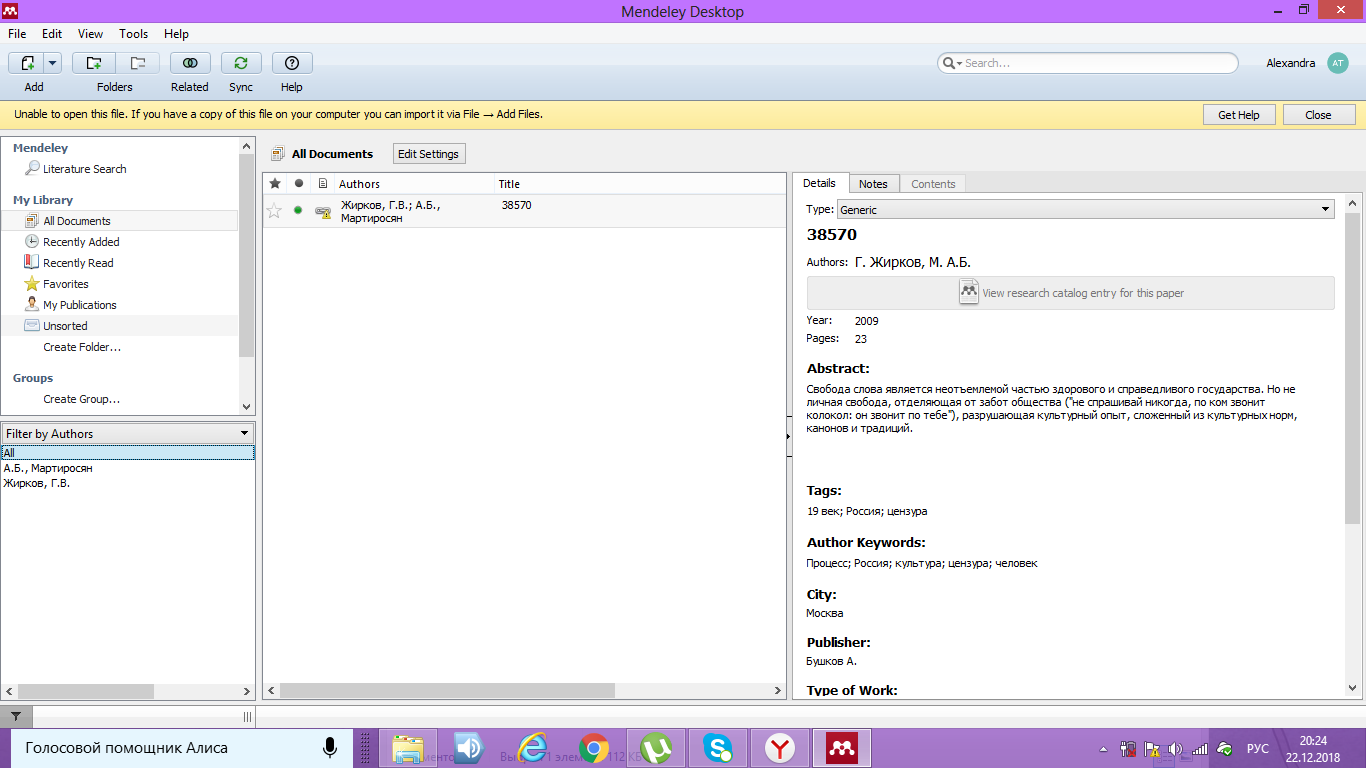 Mendeley Desktop
File Edit View Tools Help
Search...
Alexandra AT
Add Folders Related Sync Help
Unable to open this file. If you have a copy of this file on your computer you can import it via File → Add Files.
Get Help Close
Mendeley
Literature Search
My Library
All Documents
Recently Added
Recently Read
Favorites
My Publications
Unsorted
Create Folder...
Groups
Create Group...
Filter by Authors
All
А.Б., Мартиросян
Жирков, Г.В.
All Documents Edit Settings
Authors Title
Жирков, Г.В.; А.Б., 38570
Мартиросян
Details Notes Contents
Type: Generic
38570
Authors: Г. Жирков, М. А.Б.
View research catalog entry for this paper
Year: 2009
Pages: 23
Abstract:
Свобода слова является неотъемлемой частью здорового и справедливого государства. Но не
личная свобода, отделяющая от забот общества ("не спрашивай никогда, по ком звонит
колокол: он звонит по тебе"), разрушающая культурный опыт, сложенный из культурных норм,
канонов и традиций.
Tags:
19 век; Россия; цензура
Author Keywords:
Процесс; Россия; культура; цензура; человек
City:
Москва
Publisher:
Бушков А.
Type of Work:
Голосовой помощник Алиса
РУС
20:24
22.12.2018